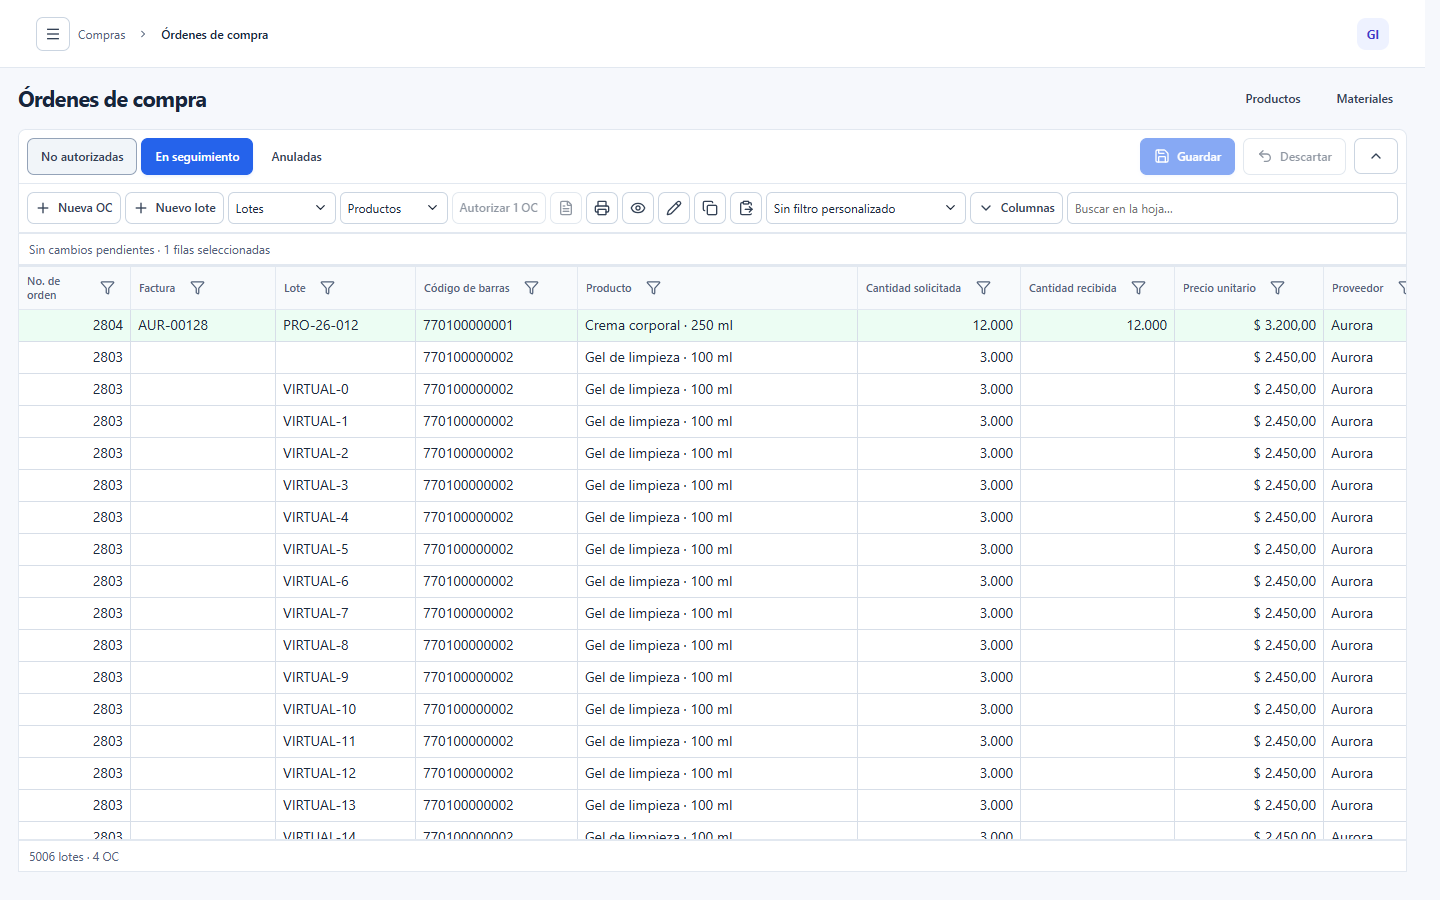 Compras
Órdenes de compra
GI
Órdenes de compra
Productos
Materiales
No autorizadas
En seguimiento
Anuladas
Guardar
Descartar
Nueva OC
Nuevo lote
Lotes
Productos
Autorizar 1 OC
Sin filtro personalizado
Columnas
Buscar en la hoja...
Sin cambios pendientes · 1 filas seleccionadas
No. de orden Factura Lote Código de barras Producto Cantidad solicitada Cantidad recibida Precio unitario Proveedor
2804 AUR-00128 PRO-26-012 770100000001 Crema corporal · 250 ml 12.000 12.000 $ 3.200,00 Aurora
2803 770100000002 Gel de limpieza · 100 ml 3.000 $ 2.450,00 Aurora
2803 VIRTUAL-0 770100000002 Gel de limpieza · 100 ml 3.000 $ 2.450,00 Aurora
2803 VIRTUAL-1 770100000002 Gel de limpieza · 100 ml 3.000 $ 2.450,00 Aurora
2803 VIRTUAL-2 770100000002 Gel de limpieza · 100 ml 3.000 $ 2.450,00 Aurora
2803 VIRTUAL-3 770100000002 Gel de limpieza · 100 ml 3.000 $ 2.450,00 Aurora
2803 VIRTUAL-4 770100000002 Gel de limpieza · 100 ml 3.000 $ 2.450,00 Aurora
2803 VIRTUAL-5 770100000002 Gel de limpieza · 100 ml 3.000 $ 2.450,00 Aurora
2803 VIRTUAL-6 770100000002 Gel de limpieza · 100 ml 3.000 $ 2.450,00 Aurora
2803 VIRTUAL-7 770100000002 Gel de limpieza · 100 ml 3.000 $ 2.450,00 Aurora
2803 VIRTUAL-8 770100000002 Gel de limpieza · 100 ml 3.000 $ 2.450,00 Aurora
2803 VIRTUAL-9 770100000002 Gel de limpieza · 100 ml 3.000 $ 2.450,00 Aurora
2803 VIRTUAL-10 770100000002 Gel de limpieza · 100 ml 3.000 $ 2.450,00 Aurora
2803 VIRTUAL-11 770100000002 Gel de limpieza · 100 ml 3.000 $ 2.450,00 Aurora
2803 VIRTUAL-12 770100000002 Gel de limpieza · 100 ml 3.000 $ 2.450,00 Aurora
2803 VIRTUAL-13 770100000002 Gel de limpieza · 100 ml 3.000 $ 2.450,00 Aurora
2803 VIRTUAL-14 770100000002 Gel de limpieza · 100 ml 3.000 $ 2.450,00 Aurora
5006 lotes · 4 OC